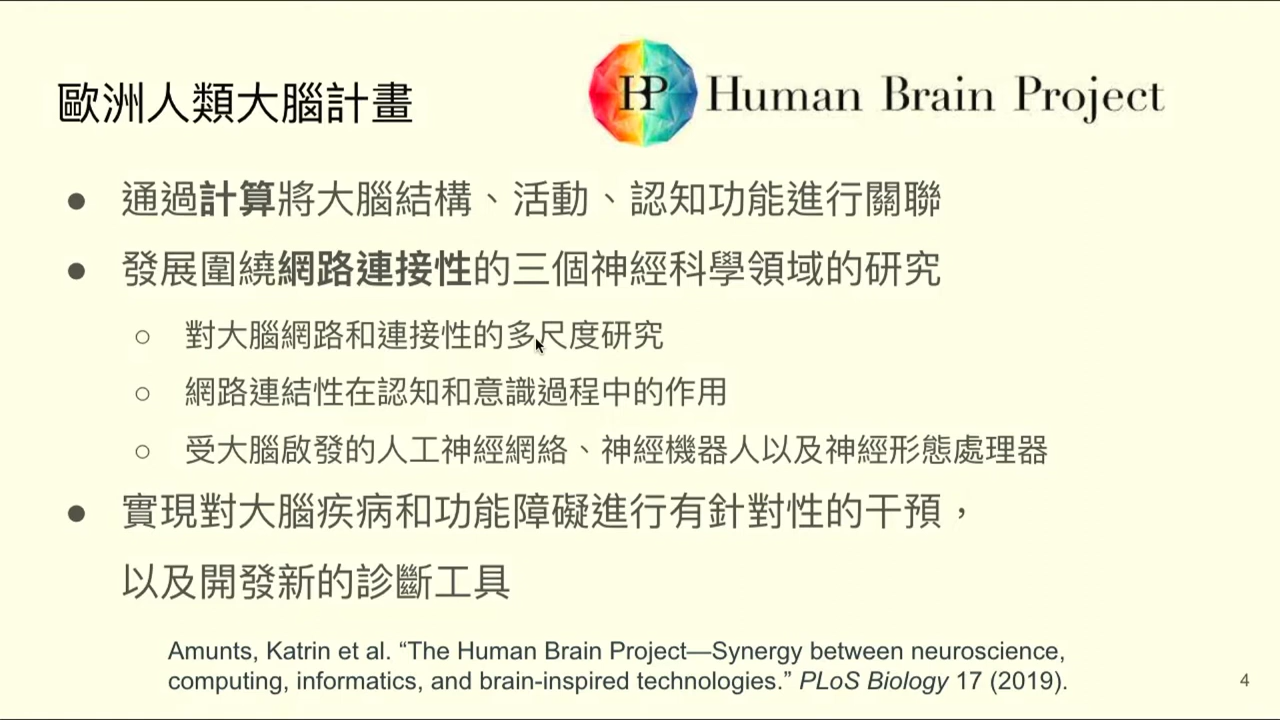 歐洲人類大腦計畫
HBP Human Brain Project
● 通過計算將大腦結構、活動、認知功能進行關聯
● 發展圍繞網路連接性的三個神經科學領域的研究
○ 對大腦網路和連接性的多尺度研究
○ 網路連結性在認知和意識過程中的作用
○ 受大腦啟發的人工神經網絡、神經機器人以及神經形態處理器
● 實現對大腦疾病和功能障礙進行有針對性的干預，
以及開發新的診斷工具
Amunts, Katrin et al. “The Human Brain Project—Synergy between neuroscience,
computing, informatics, and brain-inspired technologies.” PLoS Biology 17 (2019).
4